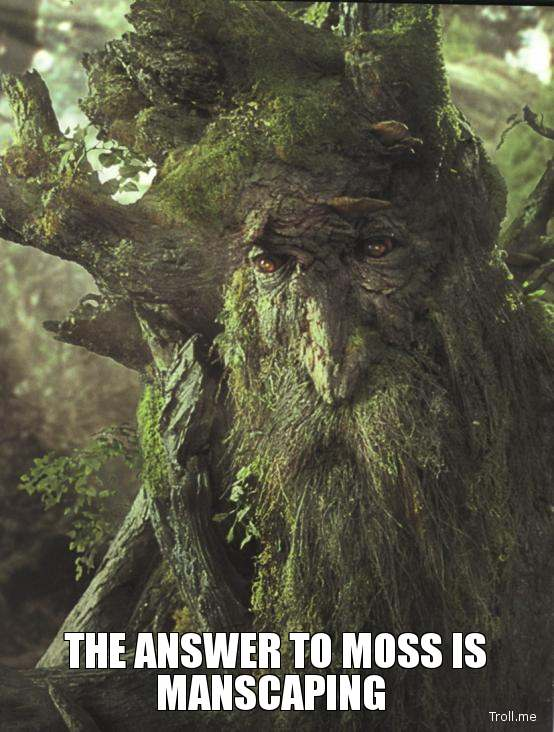 THE ANSWER TO MOSS IS
MANSCAPING
Troll.me